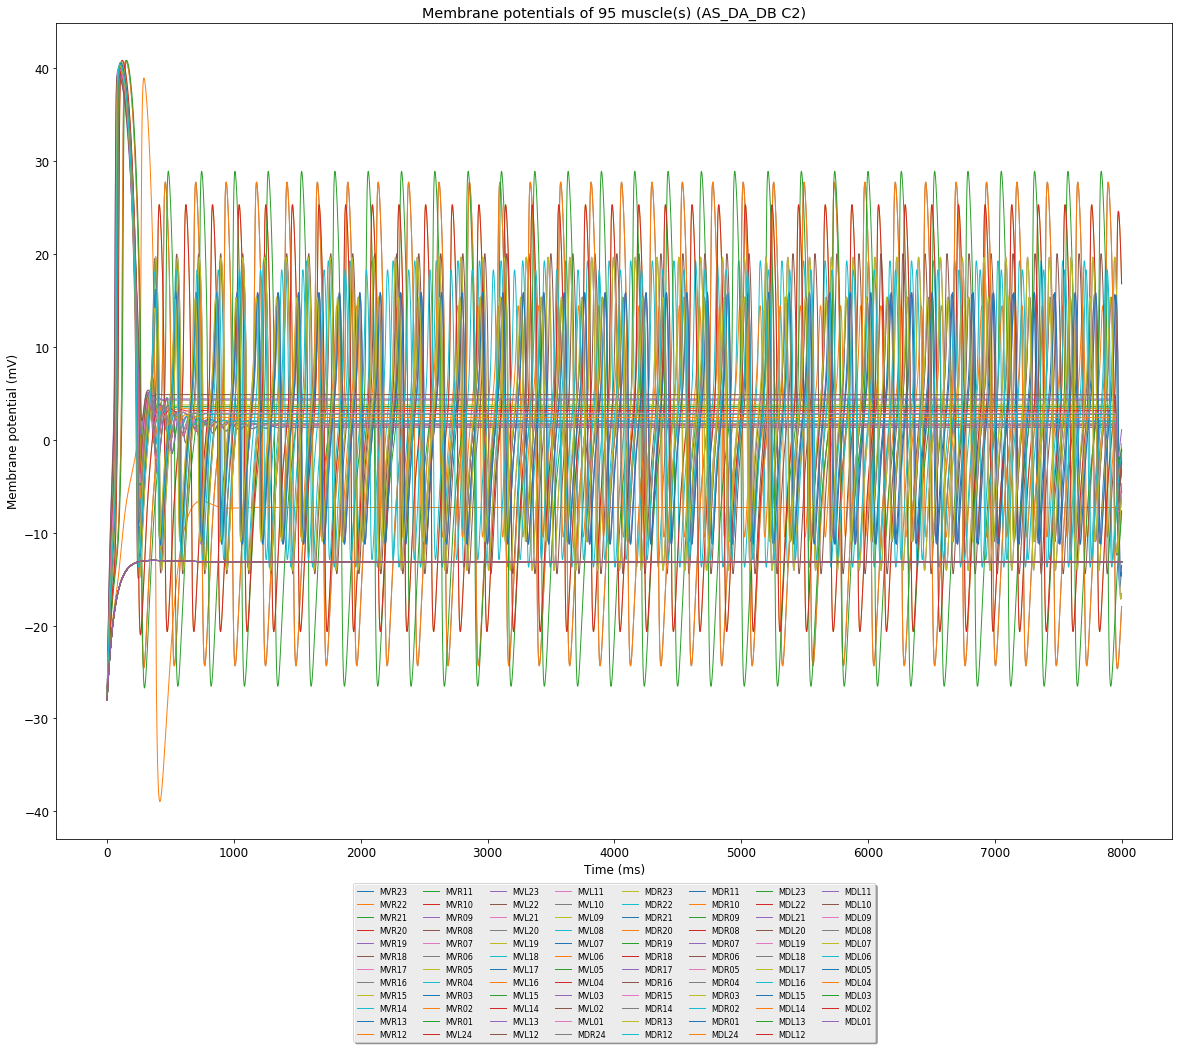 Membrane potentials of 95 muscle(s) (AS_DA_DB C2)
40
30
20
10
0
−10
−20
−30
−40
Membrane potential (mV)
0 1000 2000 3000 4000 5000 6000 7000 8000
Time (ms)
MVR23 MVR11 MVL23 MVL11 MDR23 MDR11 MDL23 MDL11
MVR22 MVR10 MVL22 MVL10 MDR22 MDR10 MDL22 MDL10
MVR21 MVR09 MVL21 MVL09 MDR21 MDR09 MDL21 MDL09
MVR20 MVR08 MVL20 MVL08 MDR20 MDR08 MDL20 MDL08
MVR19 MVR07 MVL19 MVL07 MDR19 MDR07 MDL19 MDL07
MVR18 MVR06 MVL18 MVL06 MDR18 MDR06 MDL18 MDL06
MVR17 MVR05 MVL17 MVL05 MDR17 MDR05 MDL17 MDL05
MVR16 MVR04 MVL16 MVL04 MDR16 MDR04 MDL16 MDL04
MVR15 MVR03 MVL15 MVL03 MDR15 MDR03 MDL15 MDL03
MVR14 MVR02 MVL14 MVL02 MDR14 MDR02 MDL14 MDL02
MVR13 MVR01 MVL13 MVL01 MDR13 MDR01 MDL13 MDL01
MVR12 MVL24 MVL12 MDR24 MDR12 MDL24 MDL12